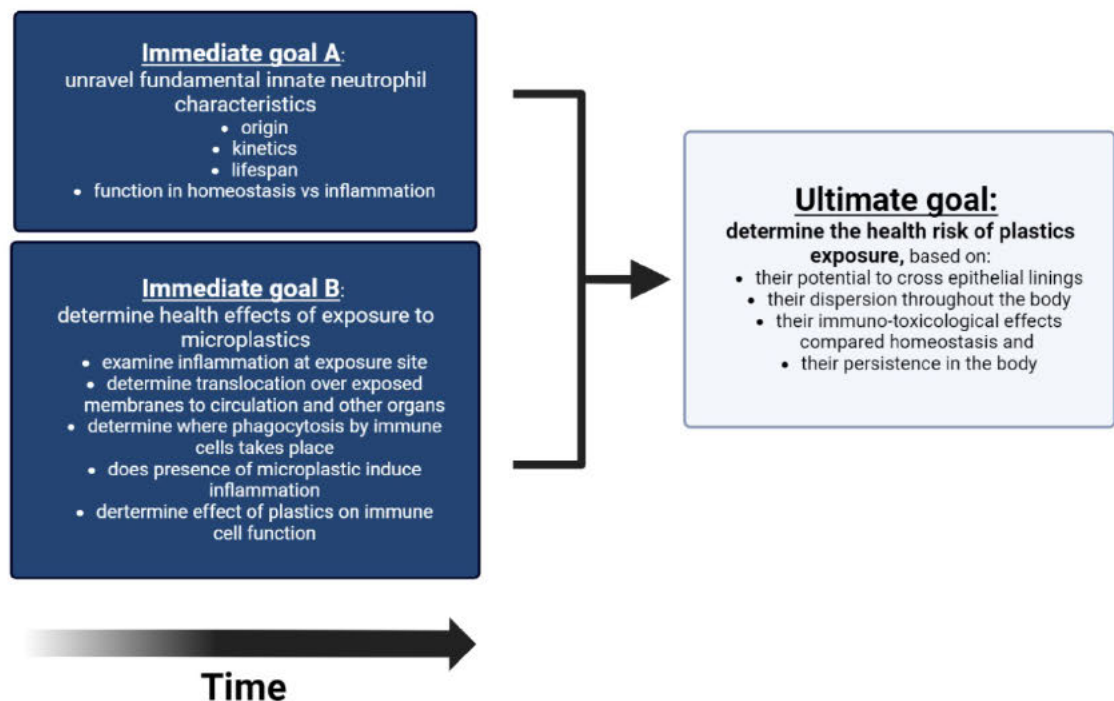 Immediate goal A:
unravel fundamental innate neutrophil
characteristics
• origin
• kinetics
• lifespan
• function in homeostasis vs inflammation
Immediate goal B:
determine health effects of exposure to
microplastics
• examine inflammation at exposure site
• determine translocation over exposed
membranes to circulation and other organs
• determine where phagocytosis by immune
cells takes place
• does presence of microplastic induce
inflammation
• dertermine effect of plastics on immune
cell function
Ultimate goal:
determine the health risk of plastics
exposure, based on:
• their potential to cross epithelial linings
• their dispersion throughout the body
• their immuno-toxicological effects
compared homeostasis and
• their persistence in the body
Time